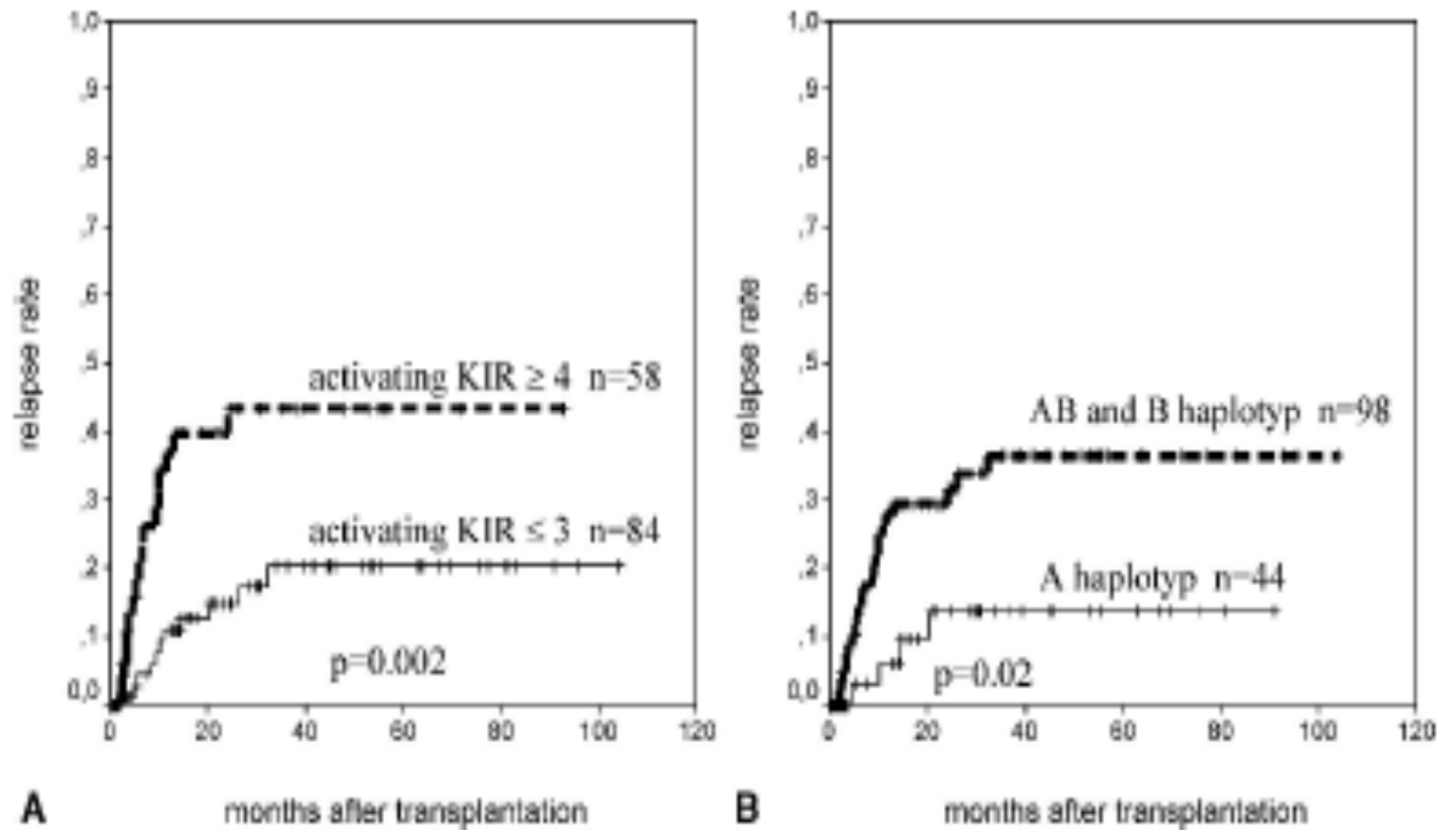 1,0
,9
,8
,7
,6
,5
,4
,3
,2
,1
0,0
relapse rate
activating KIR ≥ 4 n=58
activating KIR ≤ 3 n=84
p=0.002
0 20 40 60 80 100 120
A months after transplantation
1,0
,9
,8
,7
,6
,5
,4
,3
,2
,1
0,0
relapse rate
AB and B haplotyp n=98
A haplotyp n=44
p=0.02
0 20 40 60 80 100 120
B months after transplantation